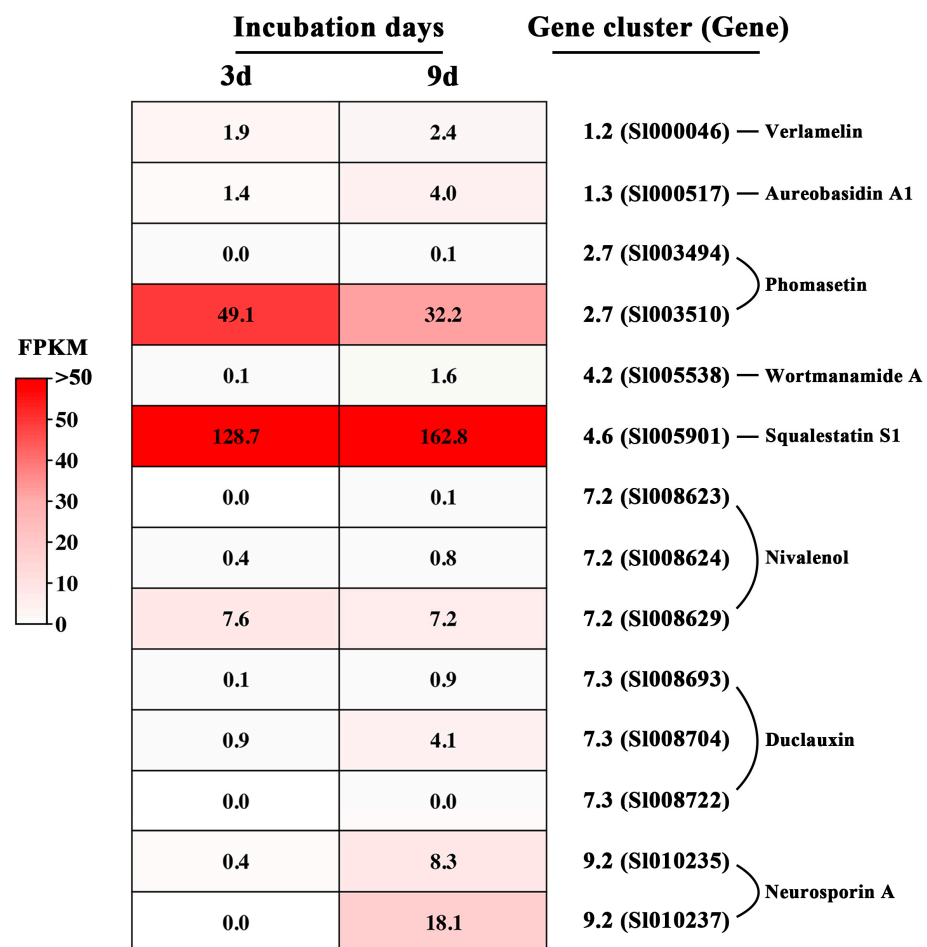 Incubation days Gene cluster (Gene)
3d 9d
1.9 2.4 1.2 (Sl000046) Verlamelin
1.4 4.0 1.3 (Sl000517) Aureobasidin A1
0.0 0.1 2.7 (Sl003494)
Phomasetin
49.1 32.2 2.7 (Sl003510)
FPKM
>50
50
40
30
20
10
0
0.1 1.6 4.2 (Sl005538) Wortmanamide A
128.7 162.8 4.6 (Sl005901) Squalestatin S1
0.0 0.1 7.2 (Sl008623)
0.4 0.8 7.2 (Sl008624) Nivalenol
7.6 7.2 7.2 (Sl008629)
0.1 0.9 7.3 (Sl008693)
0.9 4.1 7.3 (Sl008704) Duclauxin
0.0 0.0 7.3 (Sl008722)
0.4 8.3 9.2 (Sl010235)
Neurosporin A
0.0 18.1 9.2 (Sl010237)